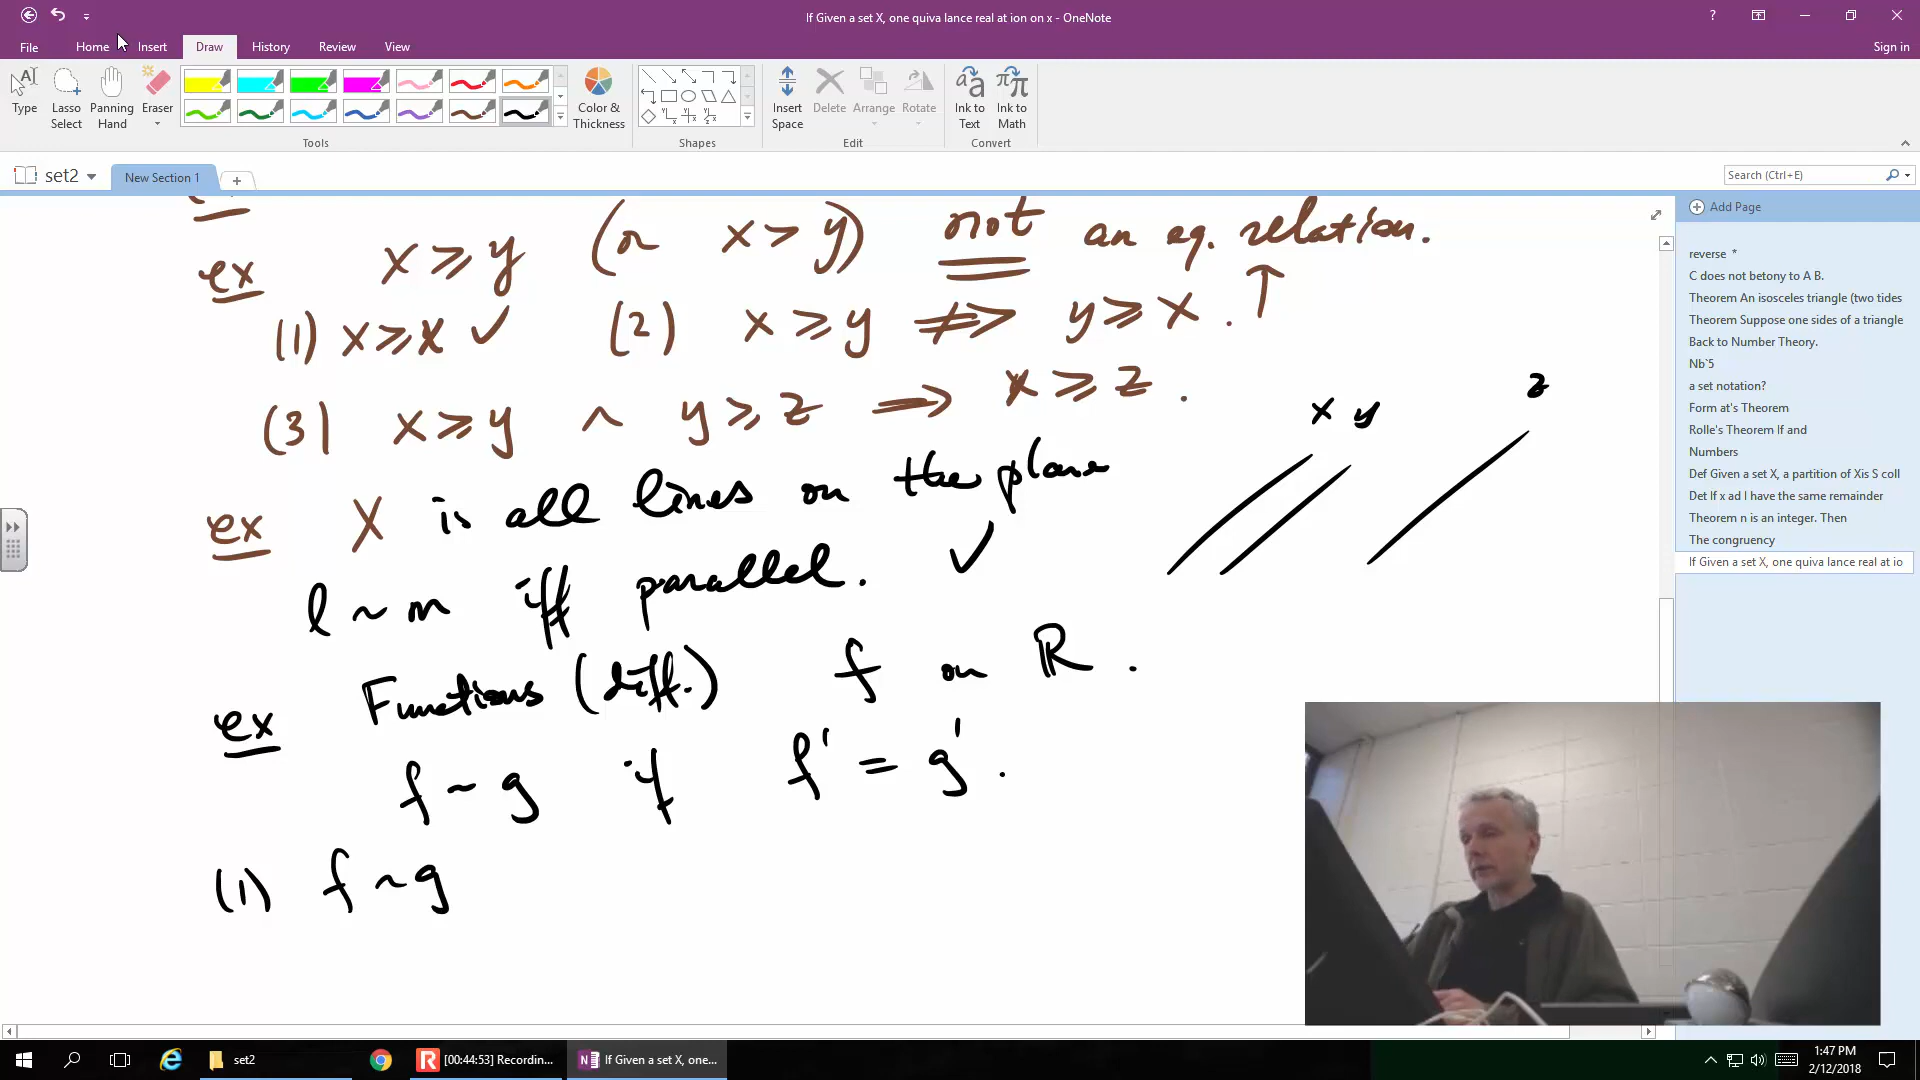 If Given a set X, one quiva lance real at ion on x - OneNote
File Home Insert Draw History Review View
Sign in
Type
Lasso Select
Panning Hand
Eraser
Color & Thickness
Insert Space
Delete
Arrange
Rotate
Ink to Text
Ink to Math
Tools Shapes Edit Convert
set2
New Section 1
Search (Ctrl+E)
ex x ⩾ y (or x > y) not an eq. relation.
(1) x ⩾ x ✓ (2) x ⩾ y ⇏ y ⩾ x . ↑
(3) x ⩾ y ∧ y ⩾ z ⟹ x ⩾ z .
x y z
ex X is all lines on the plane
l ~ m iff parallel. ✓
ex Functions (diff.) f on ℝ .
f ~ g if f' = g' .
(1) f ~ g
Add Page
reverse *
C does not betony to A B.
Theorem An isosceles triangle (two tides
Theorem Suppose one sides of a triangle
Back to Number Theory.
Nb`5
a set notation?
Form at's Theorem
Rolle's Theorem If and
Numbers
Def Given a set X, a partition of Xis S coll
Det If x ad I have the same remainder
Theorem n is an integer. Then
The congruency
If Given a set X, one quiva lance real at io
set2
[00:44:53] Recordin...
If Given a set X, one...
1:47 PM
2/12/2018